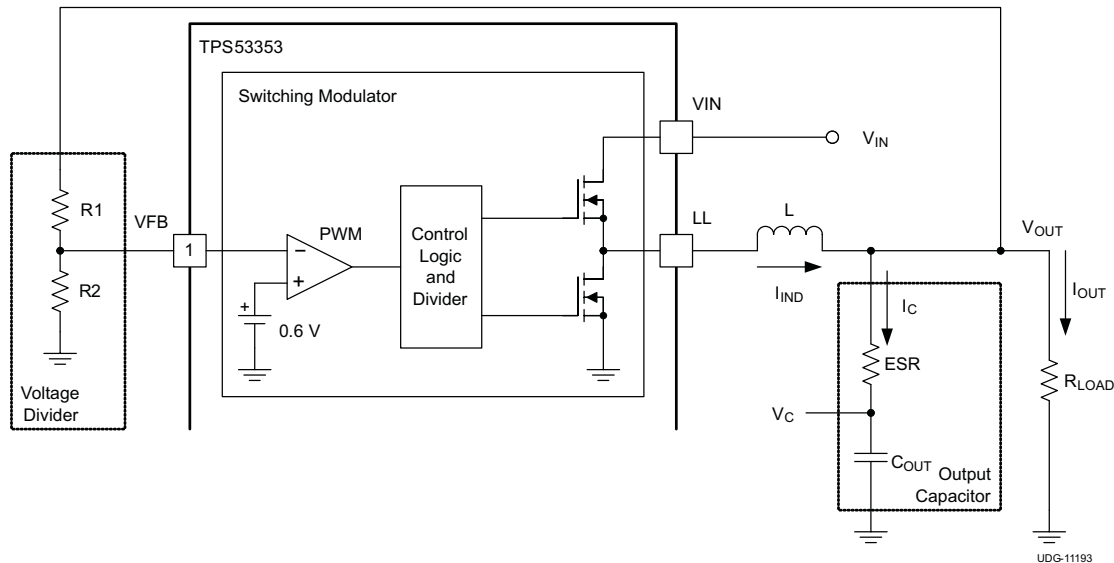 TPS53353
Switching Modulator
VIN
V_IN
R1
VFB
1
PWM
−
+
Control
Logic
and
Divider
LL
L
V_OUT
R2
+
0.6 V
I_IND
I_C
I_OUT
ESR
R_LOAD
Voltage
Divider
V_C
C_OUT
Output
Capacitor
UDG-11193